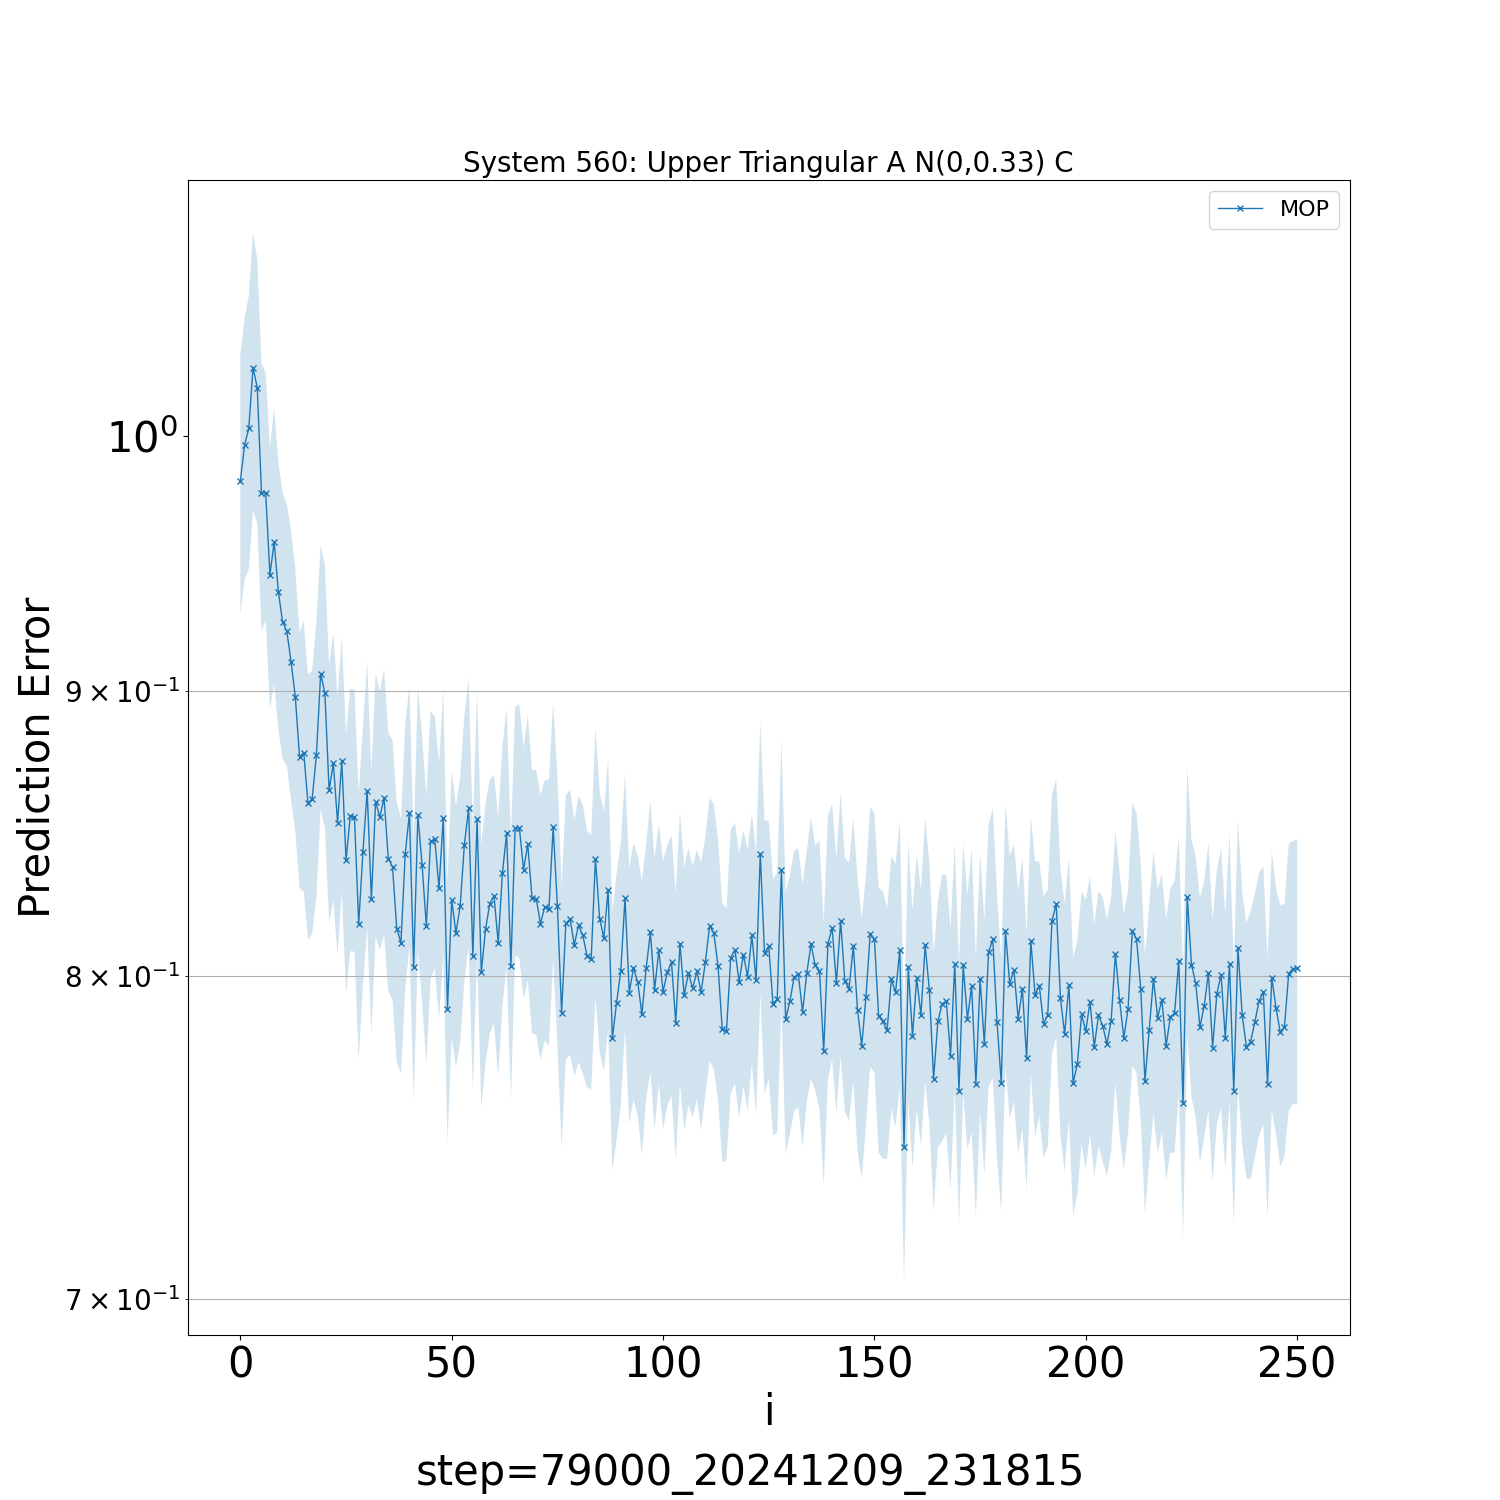 System 560: Upper Triangular A N(0,0.33) C
MOP
10⁰
9 × 10⁻¹
8 × 10⁻¹
7 × 10⁻¹
Prediction Error
0 50 100 150 200 250
i
step=79000_20241209_231815